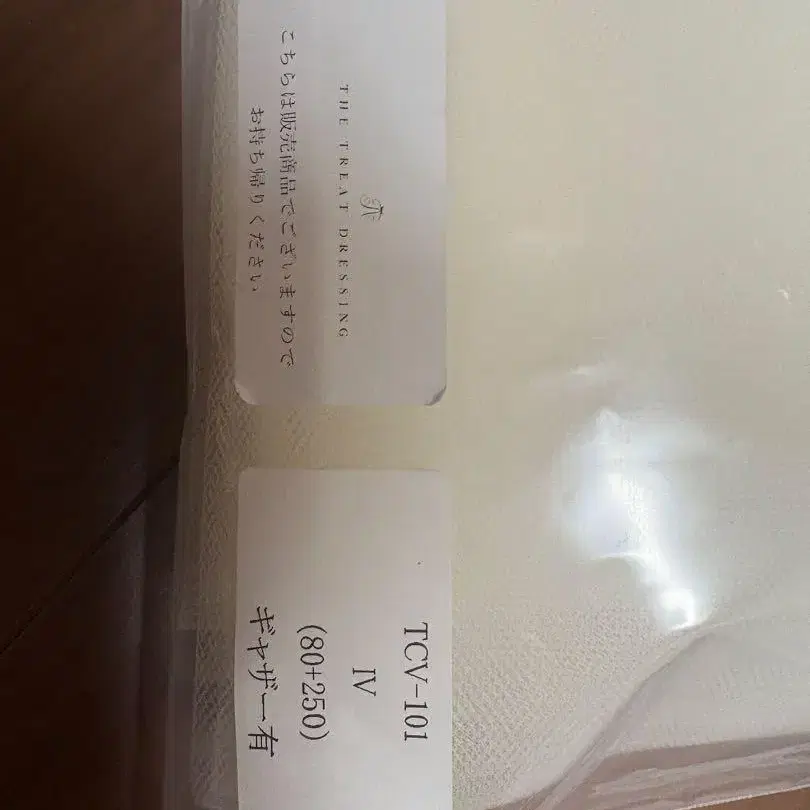 THE TREAT DRESSING
こちらは販売商品でございますので
お持ち帰りください
TCV-101
IV
(80+250)
ギャザー有